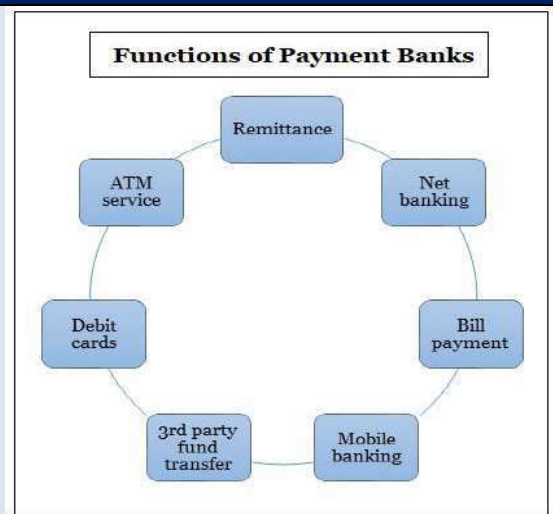 Functions of Payment Banks
Remittance
Net
banking
Bill
payment
Mobile
banking
3rd party
fund
transfer
Debit
cards
ATM
service